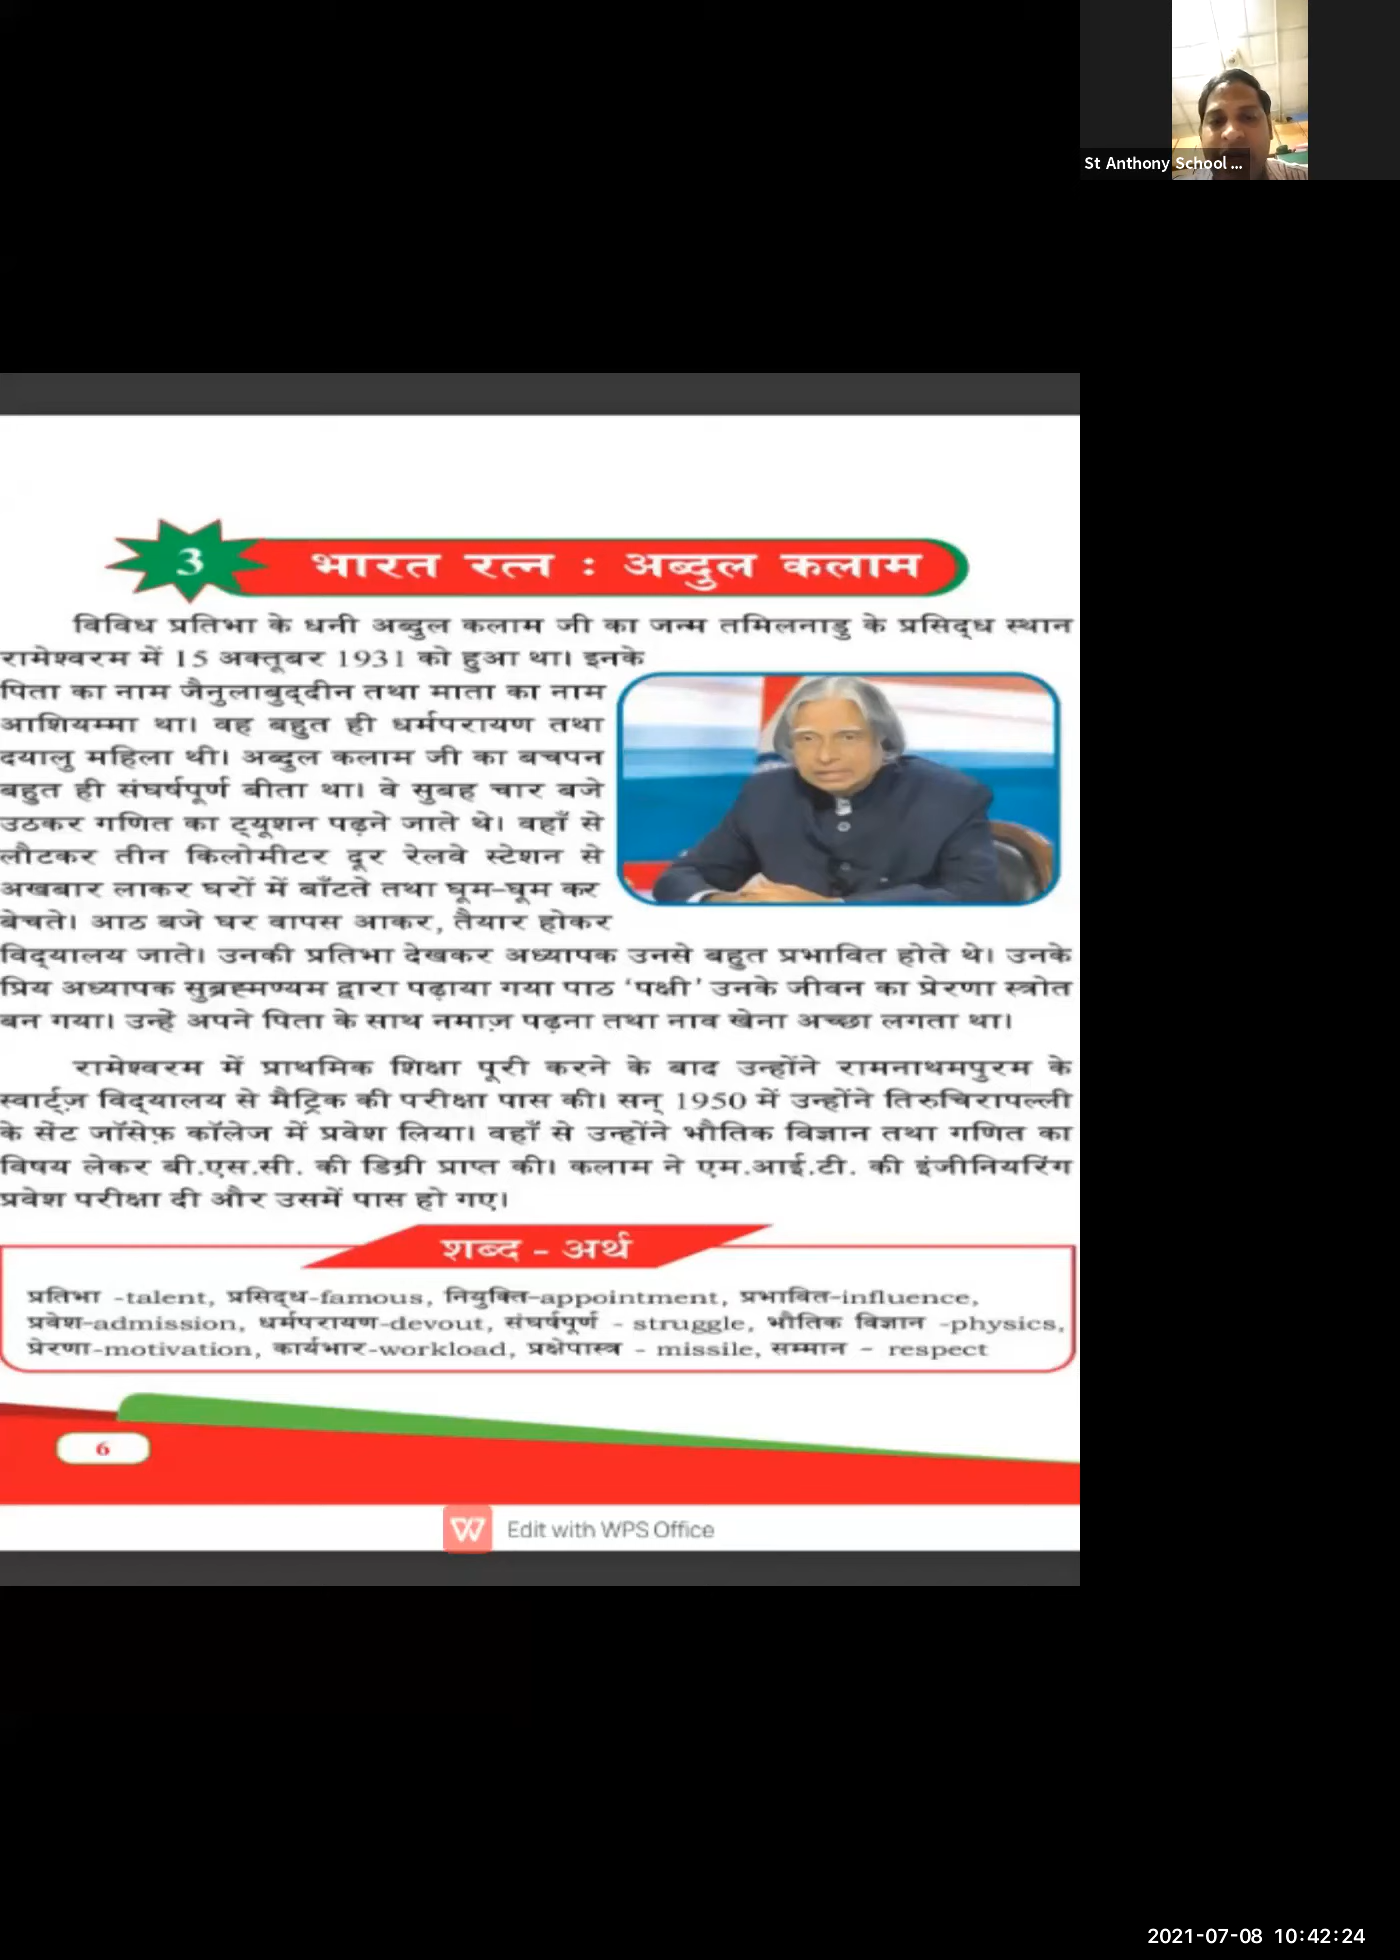 St Anthony School ...
3
भारत रत्न : अब्दुल कलाम
विविध प्रतिभा के धनी अब्दुल कलाम जी का जन्म तमिलनाडु के प्रसिद्ध स्थान
रामेश्वरम में 15 अक्तूबर 1931 को हुआ था। इनके
पिता का नाम जैनुलाबुद्दीन तथा माता का नाम
आशियम्मा था। वह बहुत ही धर्मपरायण तथा
दयालु महिला थी। अब्दुल कलाम जी का बचपन
बहुत ही संघर्षपूर्ण बीता था। वे सुबह चार बजे
उठकर गणित का ट्यूशन पढ़ने जाते थे। वहाँ से
लौटकर तीन किलोमीटर दूर रेलवे स्टेशन से
अखबार लाकर घरों में बाँटते तथा घूम-घूम कर
बेचते। आठ बजे घर वापस आकर, तैयार होकर
विद्यालय जाते। उनकी प्रतिभा देखकर अध्यापक उनसे बहुत प्रभावित होते थे। उनके
प्रिय अध्यापक सुब्रह्मण्यम द्वारा पढ़ाया गया पाठ ‘पक्षी’ उनके जीवन का प्रेरणा स्त्रोत
बन गया। उन्हें अपने पिता के साथ नमाज़ पढ़ना तथा नाव खेना अच्छा लगता था।
रामेश्वरम में प्राथमिक शिक्षा पूरी करने के बाद उन्होंने रामनाथमपुरम के
स्वार्ट्ज़ विद्यालय से मैट्रिक की परीक्षा पास की। सन् 1950 में उन्होंने तिरुचिरापल्ली
के सेंट जॉसेफ़ कॉलेज में प्रवेश लिया। वहाँ से उन्होंने भौतिक विज्ञान तथा गणित का
विषय लेकर बी.एस.सी. की डिग्री प्राप्त की। कलाम ने एम.आई.टी. की इंजीनियरिंग
प्रवेश परीक्षा दी और उसमें पास हो गए।
शब्द - अर्थ
प्रतिभा -talent, प्रसिद्ध-famous, नियुक्ति-appointment, प्रभावित-influence,
प्रवेश-admission, धर्मपरायण-devout, संघर्षपूर्ण - struggle, भौतिक विज्ञान -physics,
प्रेरणा-motivation, कार्यभार-workload, प्रक्षेपास्त्र - missile, सम्मान - respect
6
W Edit with WPS Office
2021-07-08 10:42:24